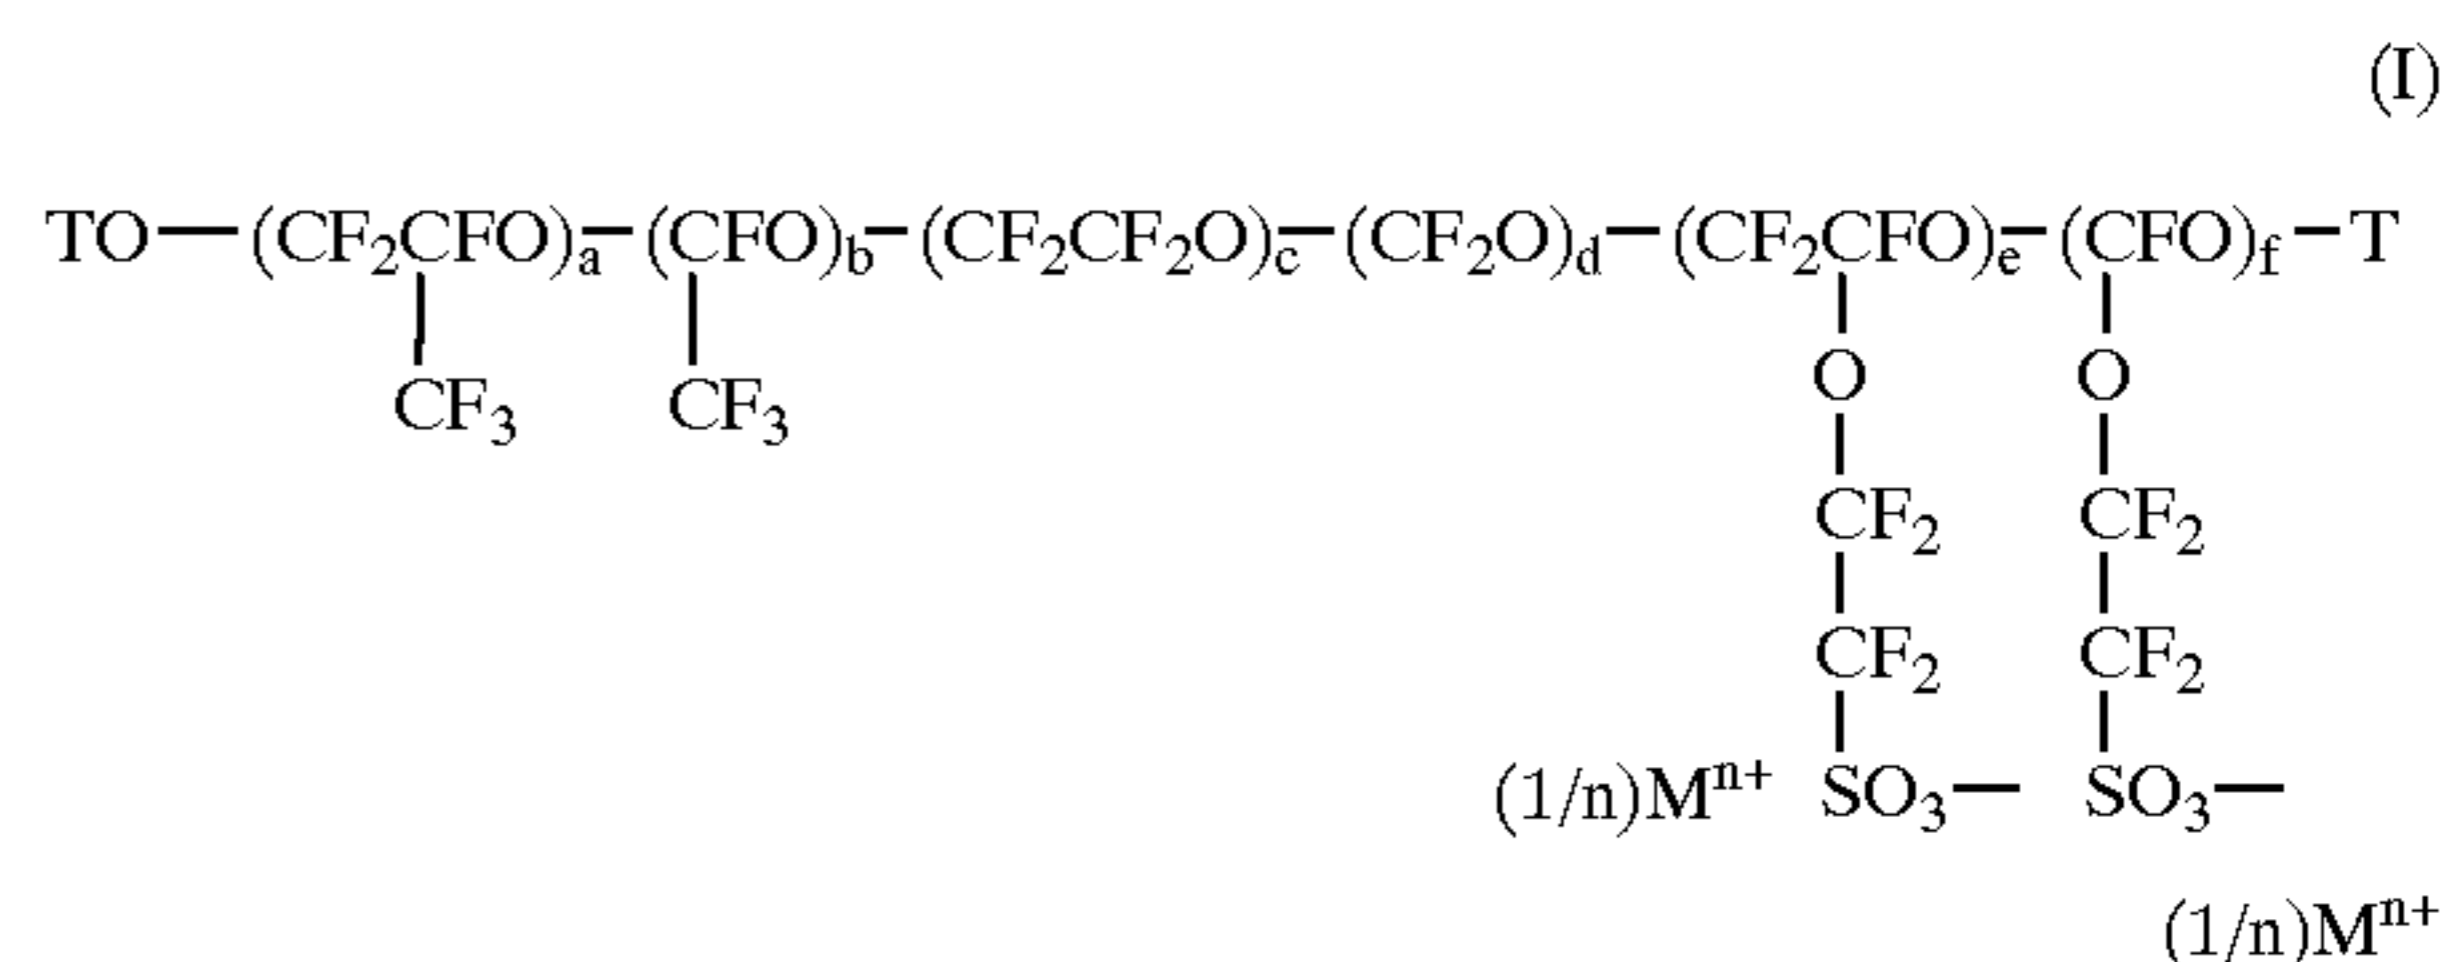 (I)
TO—(CF₂CFO)ₐ—(CFO)b—(CF₂CF₂O)c—(CF₂O)d—(CF₂CFO)ₑ—(CFO)f—T
CF₃ CF₃ O O
CF₂ CF₂
CF₂ CF₂
(1/n)Mⁿ⁺ SO₃— SO₃—
(1/n)Mⁿ⁺